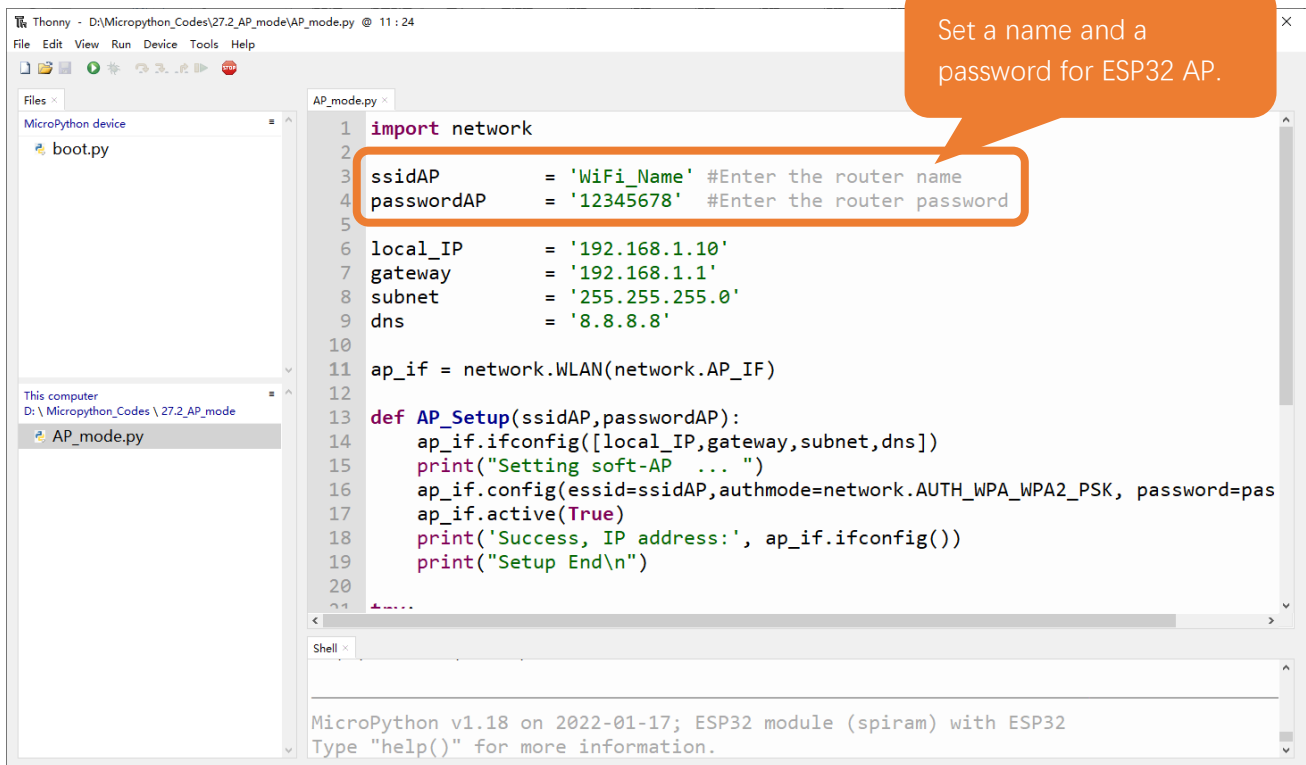 Thonny - D:\Micropython_Codes\27.2_AP_mode\AP_mode.py @ 11 : 24
File Edit View Run Device Tools Help
Set a name and a
password for ESP32 AP.
Files
MicroPython device
boot.py
This computer
D: \ Micropython_Codes \ 27.2_AP_mode
AP_mode.py
AP_mode.py
1 import network
2
3 ssidAP         = 'WiFi_Name' #Enter the router name
4 passwordAP     = '12345678'  #Enter the router password
5
6 local_IP       = '192.168.1.10'
7 gateway        = '192.168.1.1'
8 subnet         = '255.255.255.0'
9 dns            = '8.8.8.8'
10
11 ap_if = network.WLAN(network.AP_IF)
12
13 def AP_Setup(ssidAP,passwordAP):
14     ap_if.ifconfig([local_IP,gateway,subnet,dns])
15     print("Setting soft-AP  ... ")
16     ap_if.config(essid=ssidAP,authmode=network.AUTH_WPA_WPA2_PSK, password=pas
17     ap_if.active(True)
18     print('Success, IP address:', ap_if.ifconfig())
19     print("Setup End\n")
20
21 try:
Shell
MicroPython v1.18 on 2022-01-17; ESP32 module (spiram) with ESP32
Type "help()" for more information.